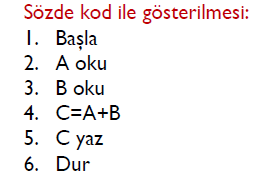 Sözde kod ile gösterilmesi:
1. Başla
2. A oku
3. B oku
4. C=A+B
5. C yaz
6. Dur